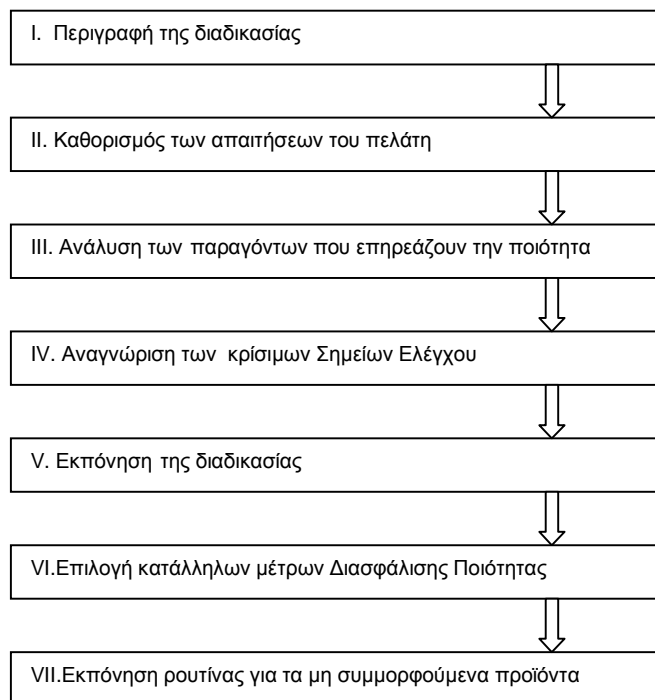 I. Περιγραφή της διαδικασίας
II. Καθορισμός των απαιτήσεων του πελάτη
III. Ανάλυση των παραγόντων που επηρεάζουν την ποιότητα
IV. Αναγνώριση των κρίσιμων Σημείων Ελέγχου
V. Εκπόνηση της διαδικασίας
VI.Επιλογή κατάλληλων μέτρων Διασφάλισης Ποιότητας
VII.Εκπόνηση ρουτίνας για τα μη συμμορφούμενα προϊόντα